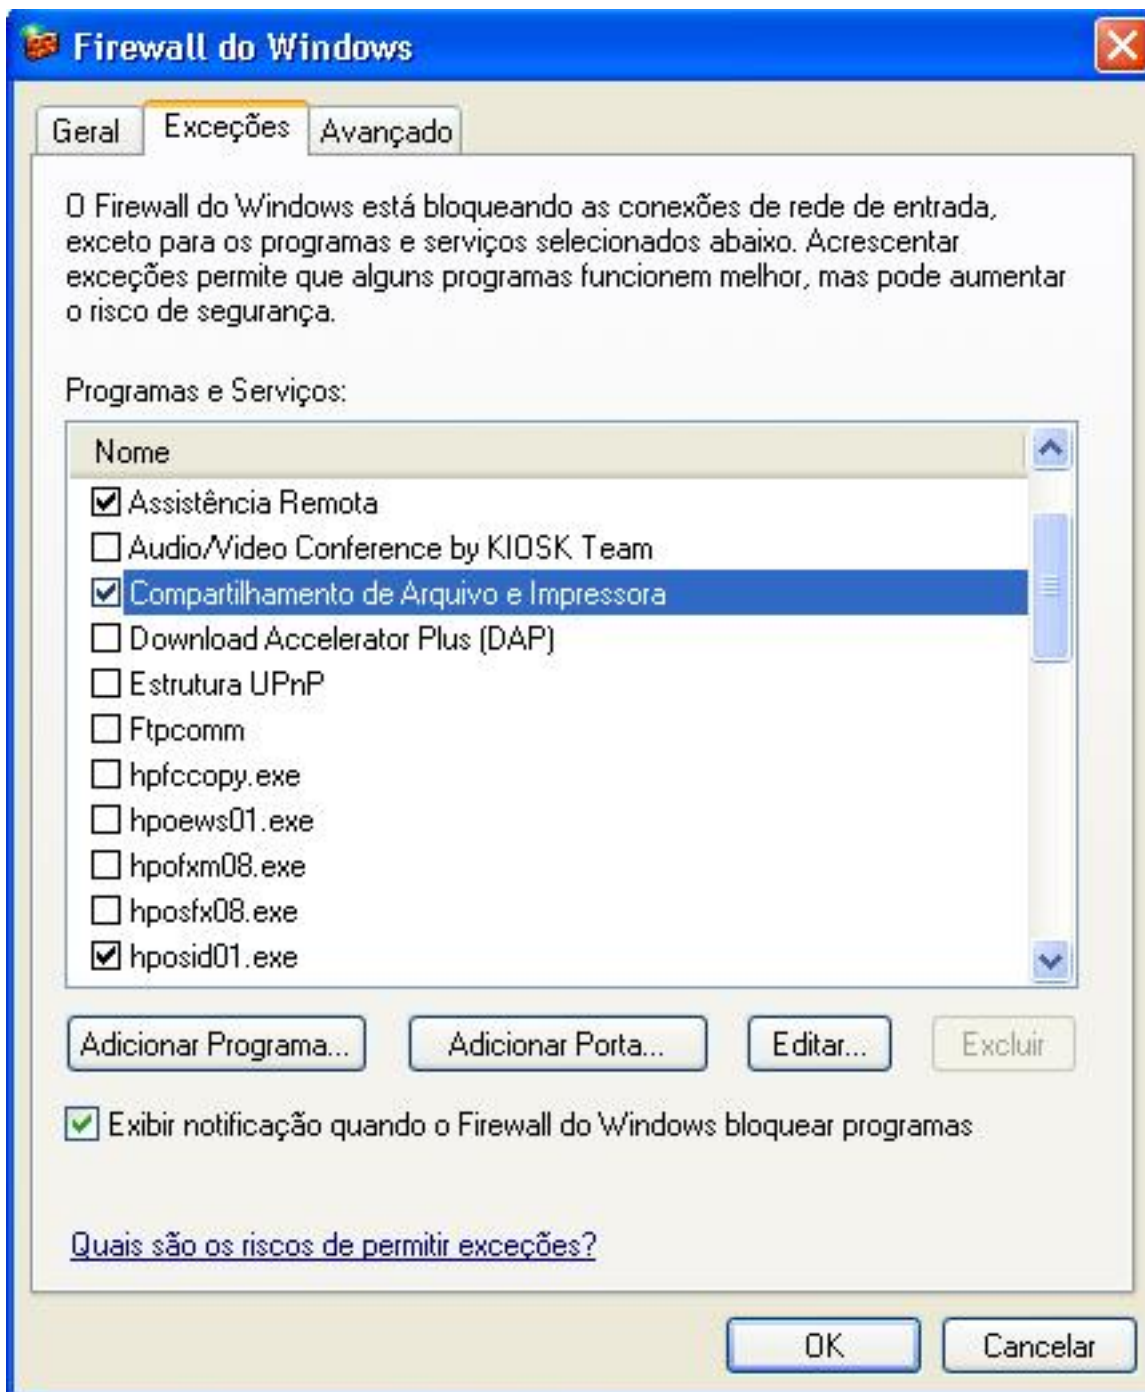 Firewall do Windows
Geral
Exceções
Avançado
O Firewall do Windows está bloqueando as conexões de rede de entrada,
exceto para os programas e serviços selecionados abaixo. Acrescentar
exceções permite que alguns programas funcionem melhor, mas pode aumentar
o risco de segurança.
Programas e Serviços:
Nome
Assistência Remota
Audio/Video Conference by KIOSK Team
Compartilhamento de Arquivo e Impressora
Download Accelerator Plus (DAP)
Estrutura UPnP
Ftpcomm
hpfccopy.exe
hpoews01.exe
hpofxm08.exe
hposfx08.exe
hposid01.exe
Adicionar Programa...
Adicionar Porta...
Editar...
Excluir
Exibir notificação quando o Firewall do Windows bloquear programas
Quais são os riscos de permitir exceções?
OK
Cancelar